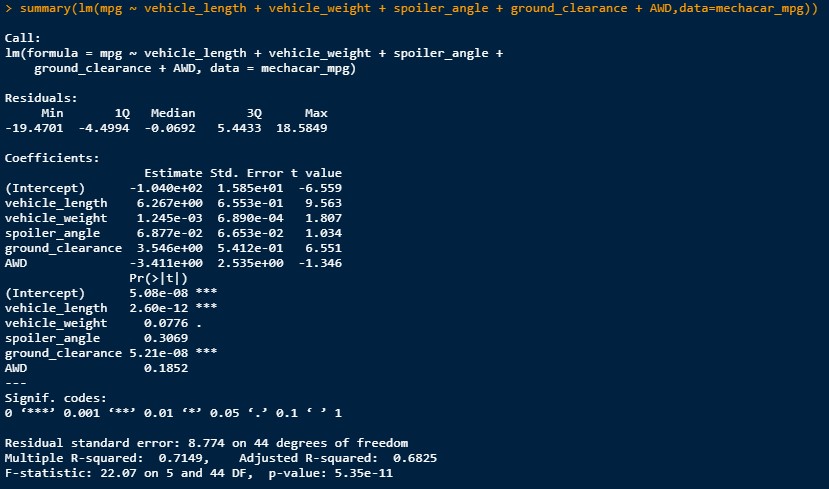 > summary(lm(mpg ~ vehicle_length + vehicle_weight + spoiler_angle + ground_clearance + AWD,data=mechacar_mpg))

Call:
lm(formula = mpg ~ vehicle_length + vehicle_weight + spoiler_angle +
    ground_clearance + AWD, data = mechacar_mpg)

Residuals:
     Min       1Q   Median       3Q      Max
-19.4701  -4.4994  -0.0692   5.4433  18.5849

Coefficients:
                   Estimate Std. Error t value
(Intercept)      -1.040e+02  1.585e+01  -6.559
vehicle_length    6.267e+00  6.553e-01   9.563
vehicle_weight    1.245e-03  6.890e-04   1.807
spoiler_angle     6.877e-02  6.653e-02   1.034
ground_clearance  3.546e+00  5.412e-01   6.551
AWD              -3.411e+00  2.535e+00  -1.346
                 Pr(>|t|)
(Intercept)      5.08e-08 ***
vehicle_length   2.60e-12 ***
vehicle_weight     0.0776 .
spoiler_angle      0.3069
ground_clearance 5.21e-08 ***
AWD                0.1852
---
Signif. codes:
0 ‘***’ 0.001 ‘**’ 0.01 ‘*’ 0.05 ‘.’ 0.1 ‘ ’ 1

Residual standard error: 8.774 on 44 degrees of freedom
Multiple R-squared:  0.7149,    Adjusted R-squared:  0.6825
F-statistic: 22.07 on 5 and 44 DF,  p-value: 5.35e-11